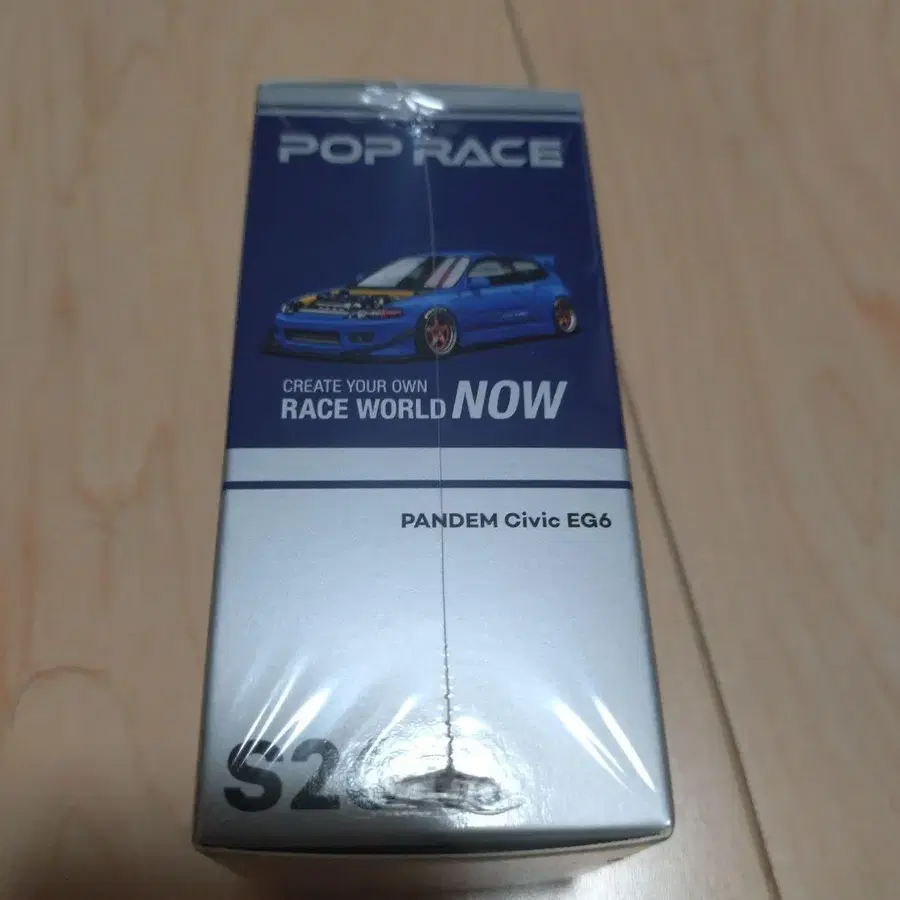 POP RACE
CREATE YOUR OWN
RACE WORLD NOW
PANDEM Civic EG6